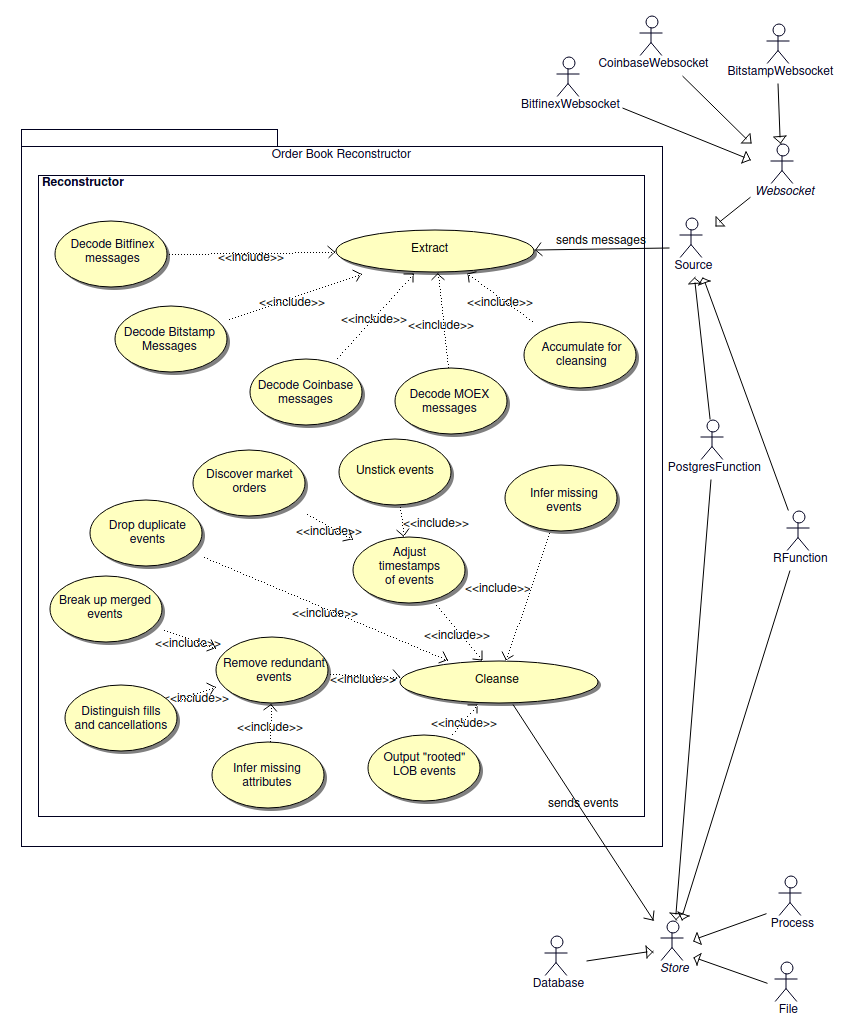 CoinbaseWebsocket
BitstampWebsocket
BitfinexWebsocket
Order Book Reconstructor
Reconstructor
Websocket
Decode Bitfinex
messages
<<include>>
Extract
sends messages
Source
<<include>>
<<include>>
<<include>>
<<include>>
Decode Bitstamp
Messages
Accumulate for
cleansing
Decode Coinbase
messages
Decode MOEX
messages
Discover market
orders
Unstick events
PostgresFunction
Infer missing
events
Drop duplicate
events
<<include>>
<<include>>
Adjust
timestamps
of events
RFunction
<<include>>
Break up merged
events
<<include>>
<<include>>
<<include>>
Remove redundant
events
<<include>>
Cleanse
<<include>>
Distinguish fills
and cancellations
<<include>>
<<include>>
Infer missing
attributes
Output "rooted"
LOB events
sends events
Process
Store
Database
File